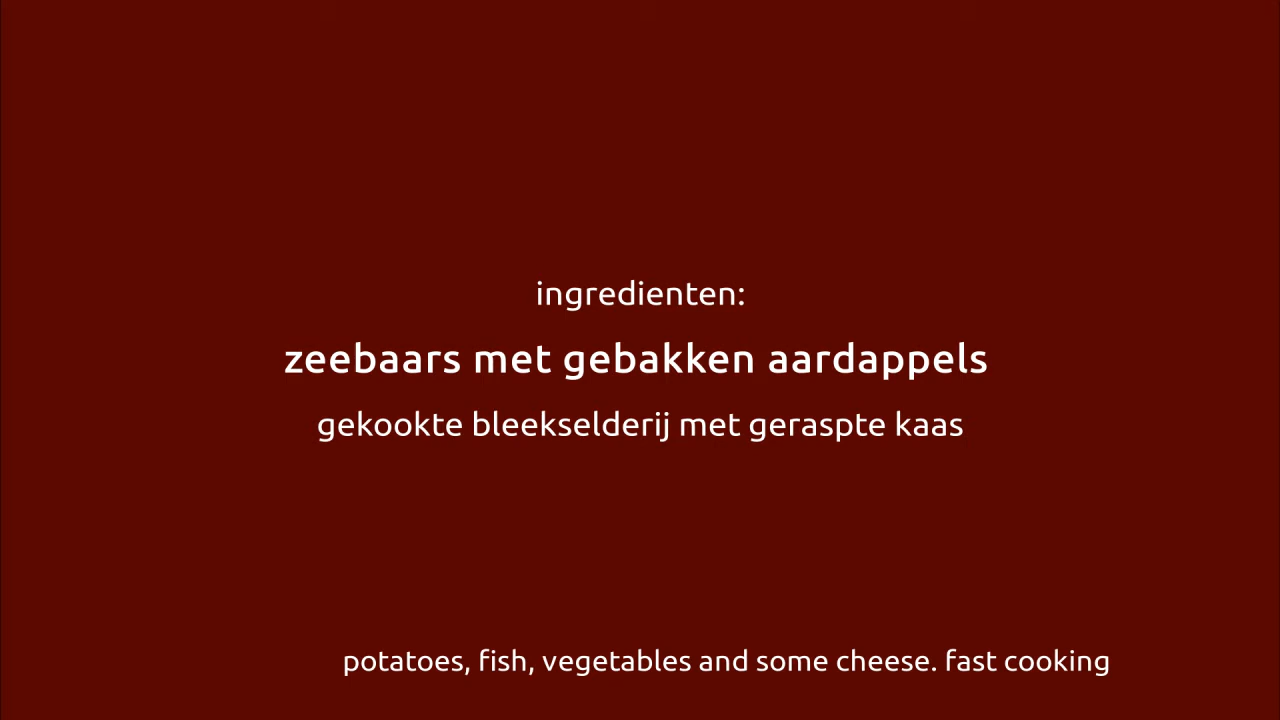 ingredienten:
zeebaars met gebakken aardappels
gekookte bleekselderij met geraspte kaas
potatoes, fish, vegetables and some cheese. fast cooking